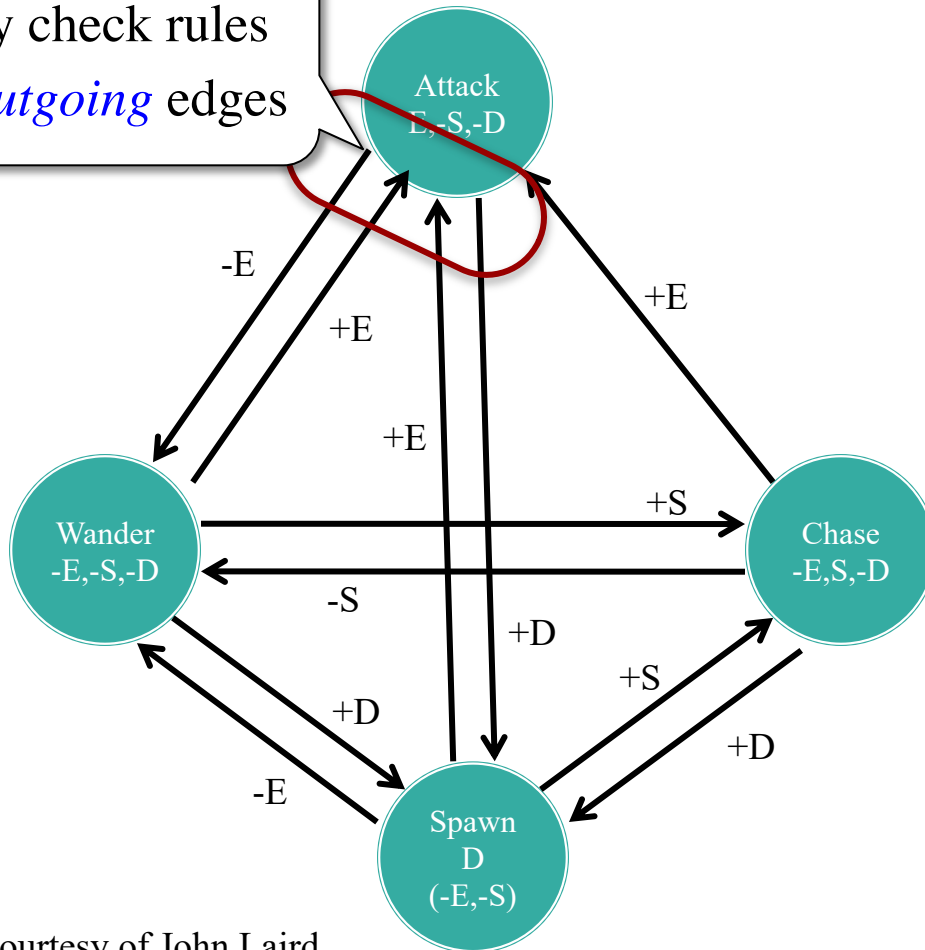 y check rules
utgoing edges
Attack
E,-S,-D
-E
+E
+E
+E
Wander
-E,-S,-D
+S
Chase
-E,S,-D
-S
+D
+S
+D
+D
-E
Spawn
D
(-E,-S)
ourtesy of John Laird